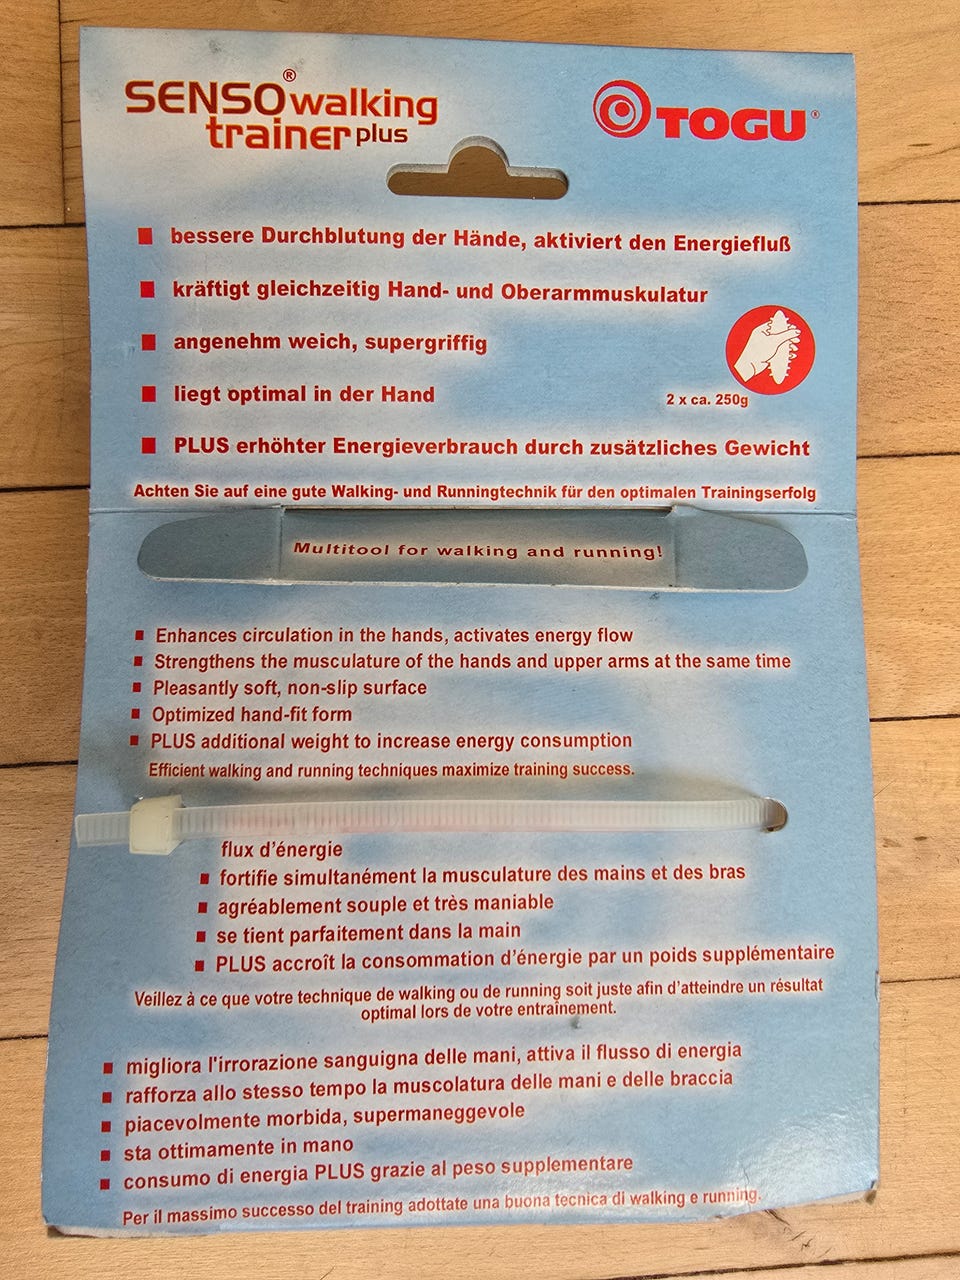 SENSO® walking
trainer plus
TOGU®
bessere Durchblutung der Hände, aktiviert den Energiefluß
kräftigt gleichzeitig Hand- und Oberarmmuskulatur
angenehm weich, supergriffig
liegt optimal in der Hand
2 x ca. 250g
PLUS erhöhter Energieverbrauch durch zusätzliches Gewicht
Achten Sie auf eine gute Walking- und Runningtechnik für den optimalen Trainingserfolg
Multitool for walking and running!
Enhances circulation in the hands, activates energy flow
Strengthens the musculature of the hands and upper arms at the same time
Pleasantly soft, non-slip surface
Optimized hand-fit form
PLUS additional weight to increase energy consumption
Efficient walking and running techniques maximize training success.
flux d'énergie
fortifie simultanément la musculature des mains et des bras
agréablement souple et très maniable
se tient parfaitement dans la main
PLUS accroît la consommation d'énergie par un poids supplémentaire
Veillez à ce que votre technique de walking ou de running soit juste afin d'atteindre un résultat
optimal lors de votre entraînement.
migliora l'irrorazione sanguigna delle mani, attiva il flusso di energia
rafforza allo stesso tempo la muscolatura delle mani e delle braccia
piacevolmente morbida, supermaneggevole
sta ottimamente in mano
consumo di energia PLUS grazie al peso supplementare
Per il massimo successo del training adottate una buona tecnica di walking e running.